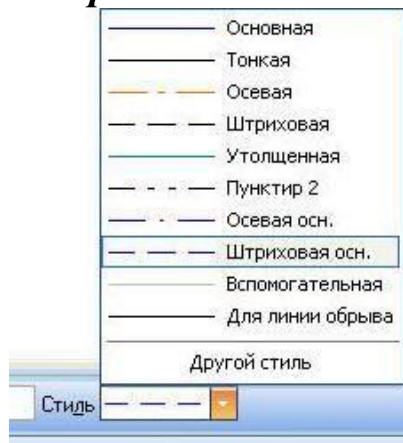 Основная
Тонкая
Осевая
Штриховая
Утолщенная
Пунктир 2
Осевая осн.
Штриховая осн.
Вспомогательная
Для линии обрыва
Другой стиль
Стиль